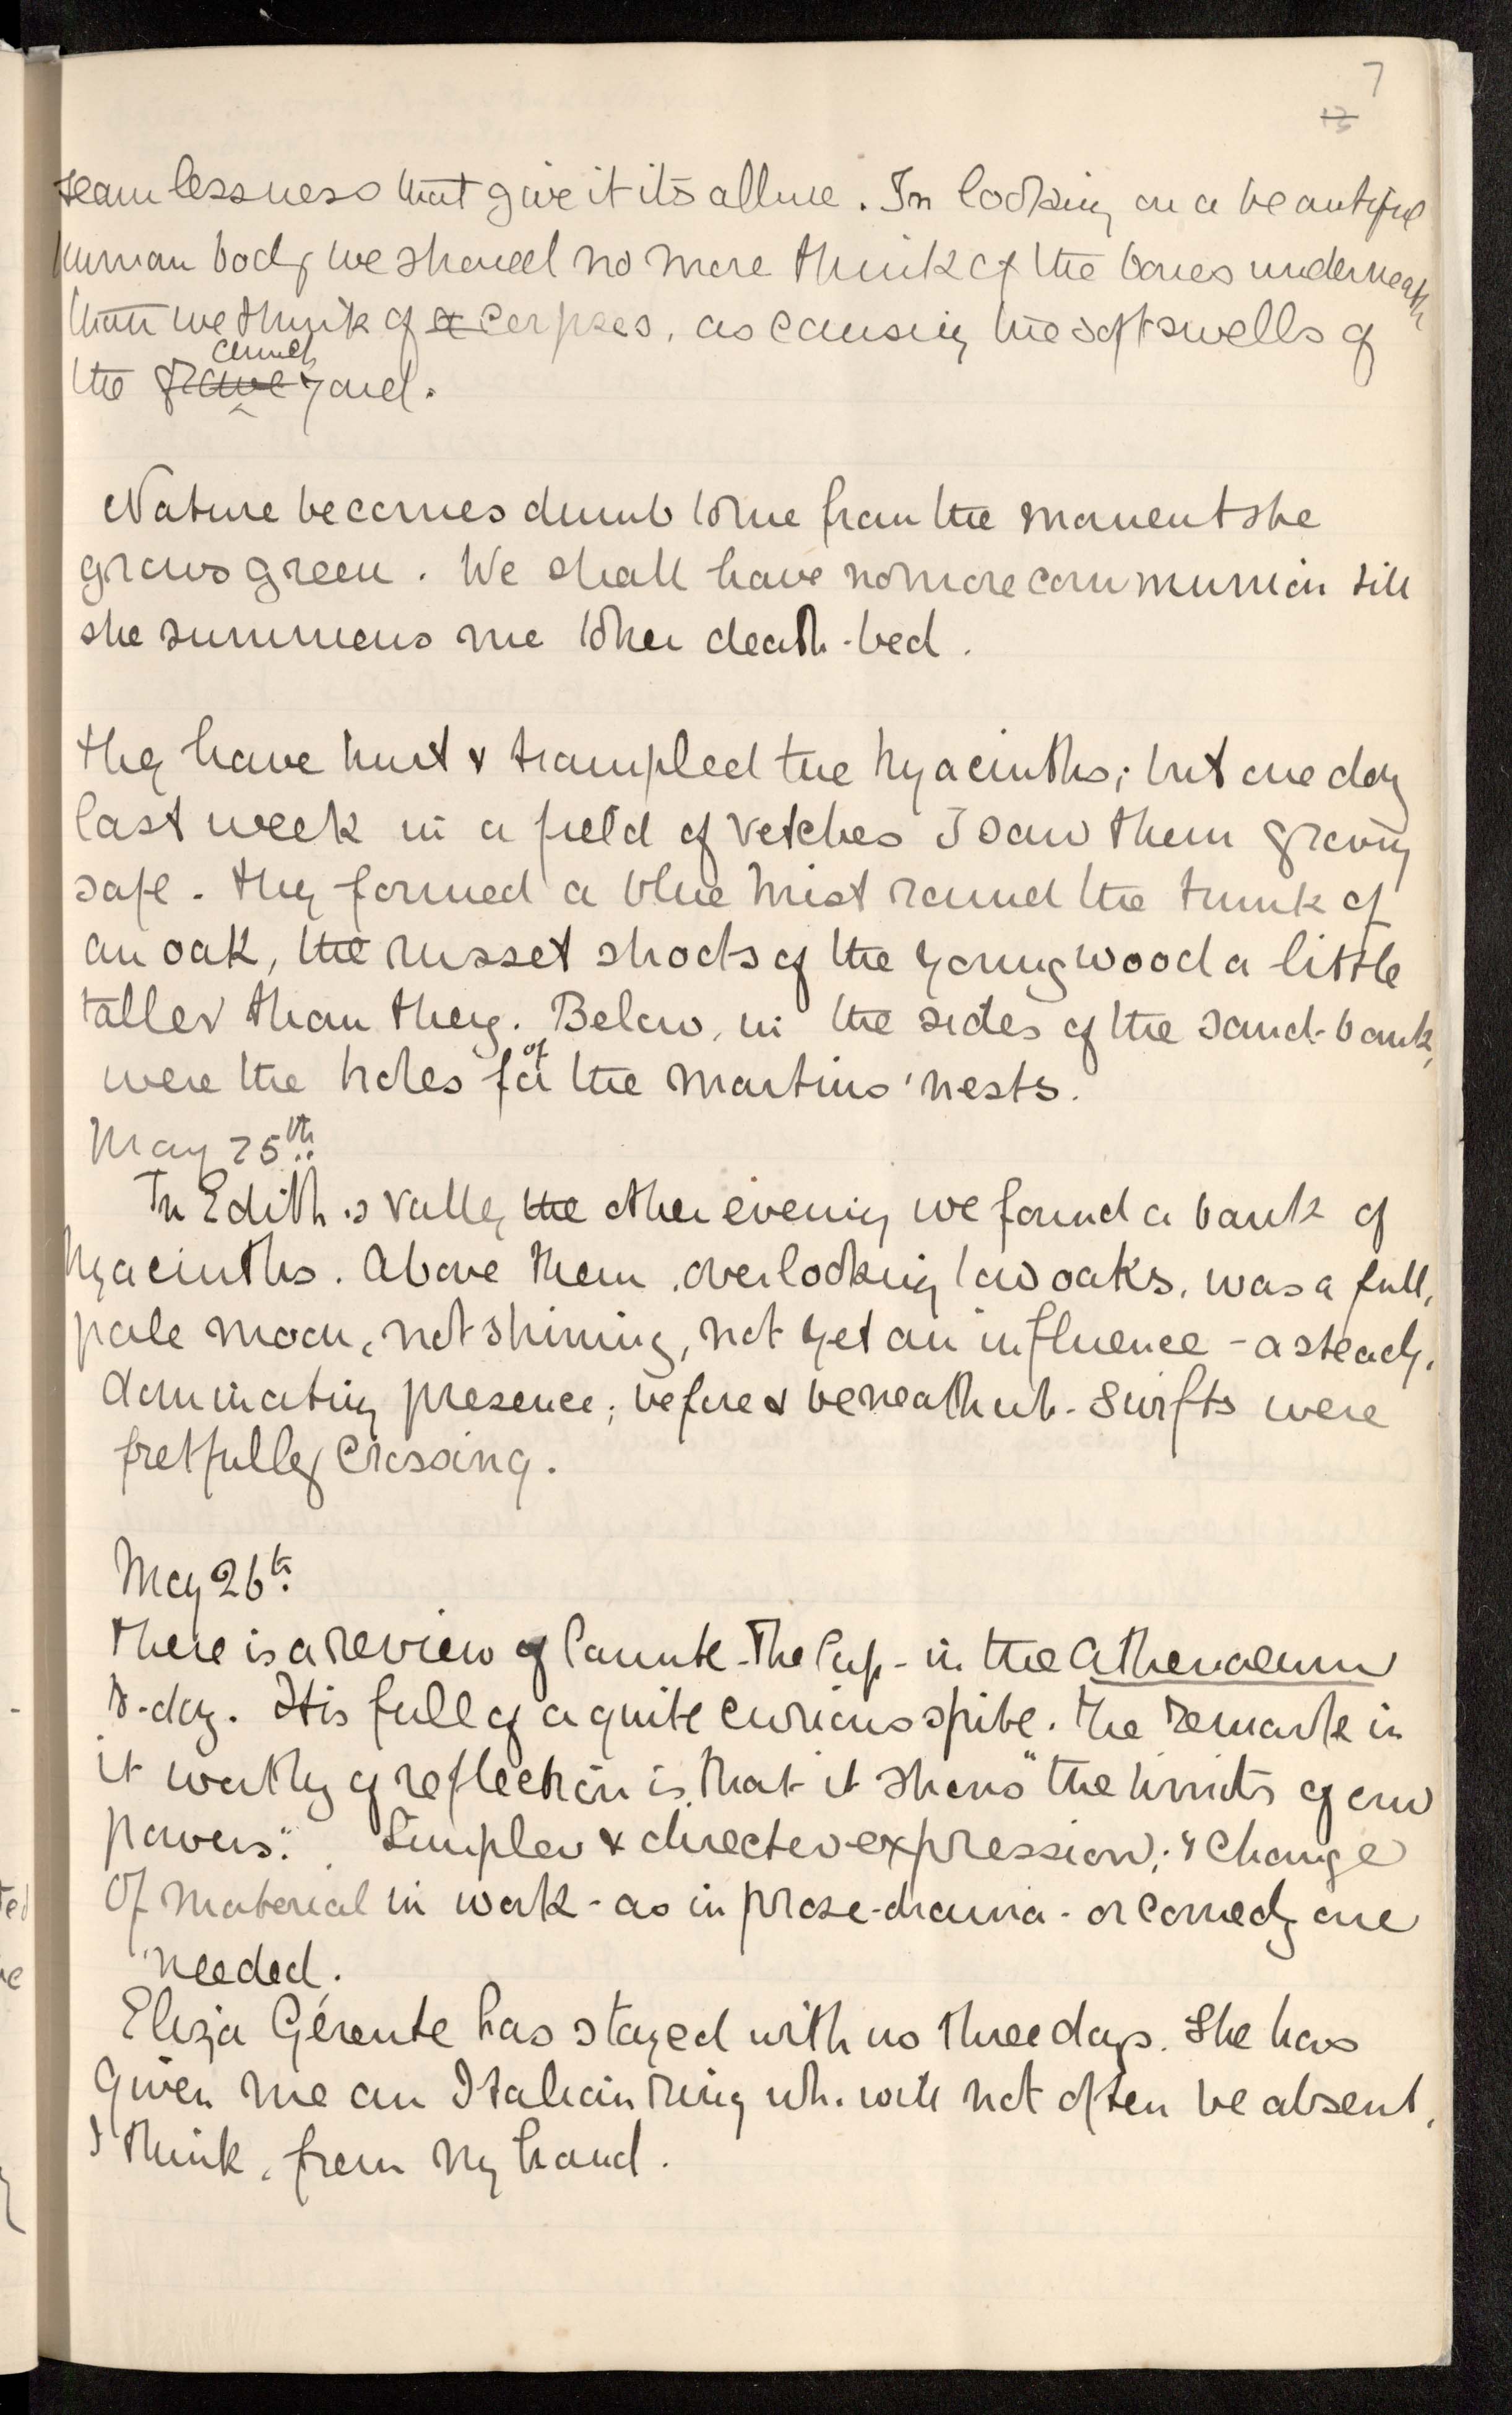 7
13
seamlessness that give it its allure. In looking on a beautiful
human body we should no more think of the bones underneath
than we think of a corpses, as causing the soft swells of
church
the grave yard.
Nature becomes dumb to me from the moment she
grows green. We shall have no more communion till
she summons me to her death-bed.
They have hurt & trampled the hyacinths; but one day
last week in a field of vetches I saw them growing
safe. They formed a blue mist round the trunk of
an oak, the russet shoots of the young wood a little
taller than they. Below, in the sides of the sand-bank,
of
were the holes for the martins' nests.
May 25th
In Edith's Valley the other evening we found a bank of
hyacinths. Above them, overlooking low oaks, was a full,
pale moon, not shining, not yet an influence - a steady,
dominating presence; before & beneath wh. swifts were
fretfully crossing.
May 26th
There is a review of Canute - The Cup - in the Athenaeum
to-day. It is full of a quite curious spite. The remark in
it worthy of reflection is that it shows "the limits of our
powers". Simpler & directer expression; & change
of material in work - as in prose-drama - or comedy are
needed.
Eliza Gérente has stayed with us three days. She has
given me an Italian ring wh. will not often be absent,
I think, from my hand.